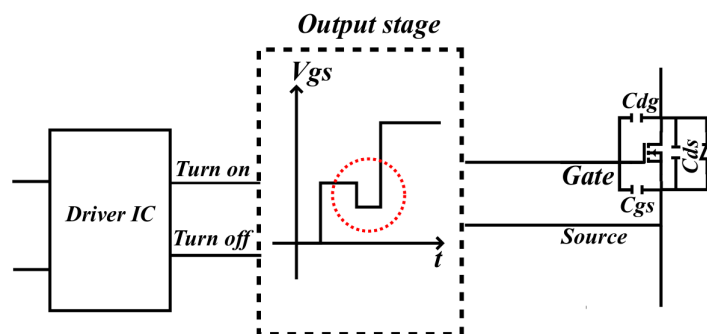 Output stage
Vgs
t
Driver IC
Turn on
Turn off
Cdg
Cds
Gate
Cgs
Source